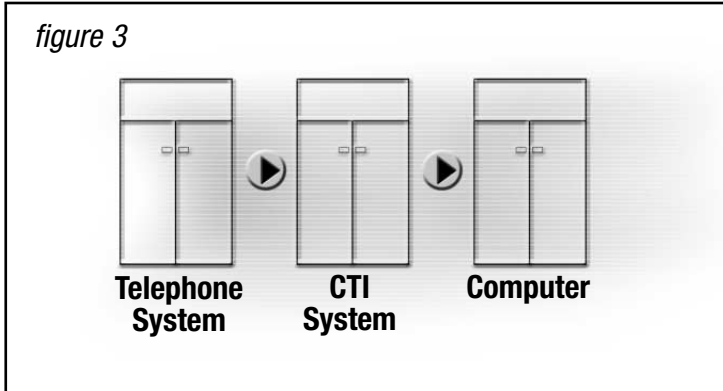 figure 3
Telephone
System
CTI
System
Computer